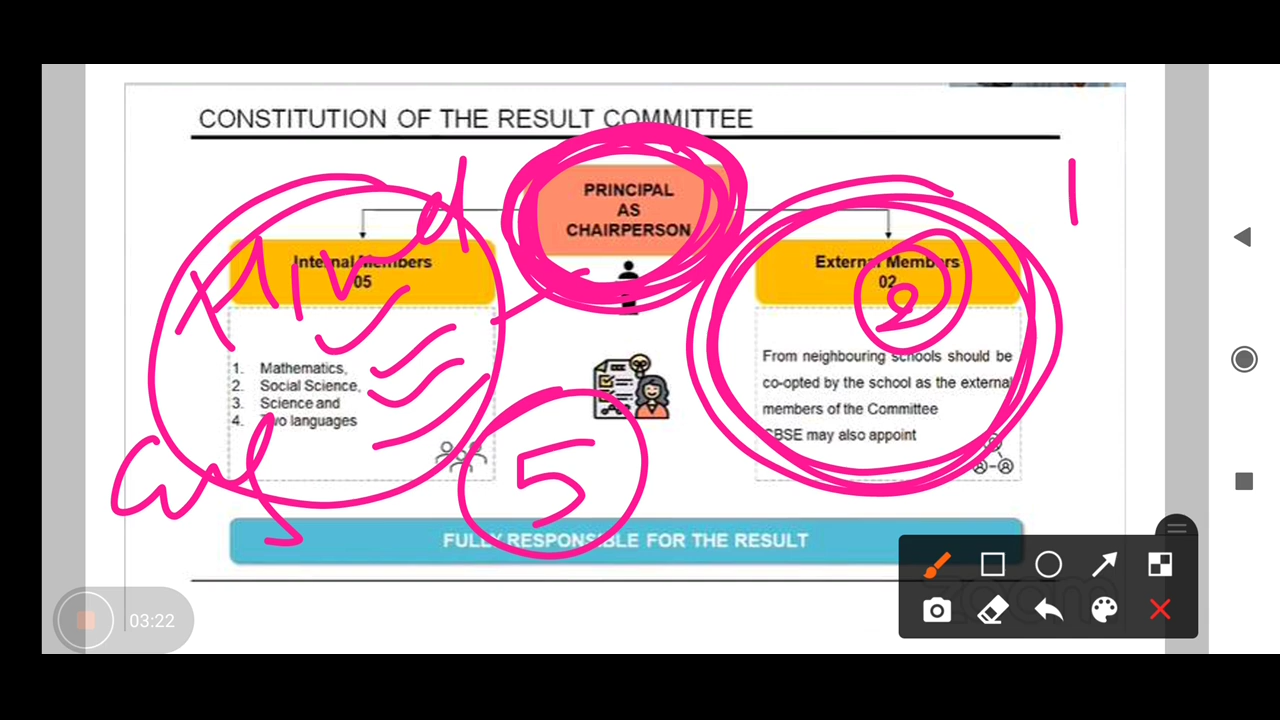 CONSTITUTION OF THE RESULT COMMITTEE
PRINCIPAL
AS
CHAIRPERSON
Internal Members
05
1. Mathematics,
2. Social Science,
3. Science and
4. Two languages
External Members
02
2
From neighbouring schools should be
co-opted by the school as the external
members of the Committee
CBSE may also appoint
5
FULLY RESPONSIBLE FOR THE RESULT
zoom
03:22